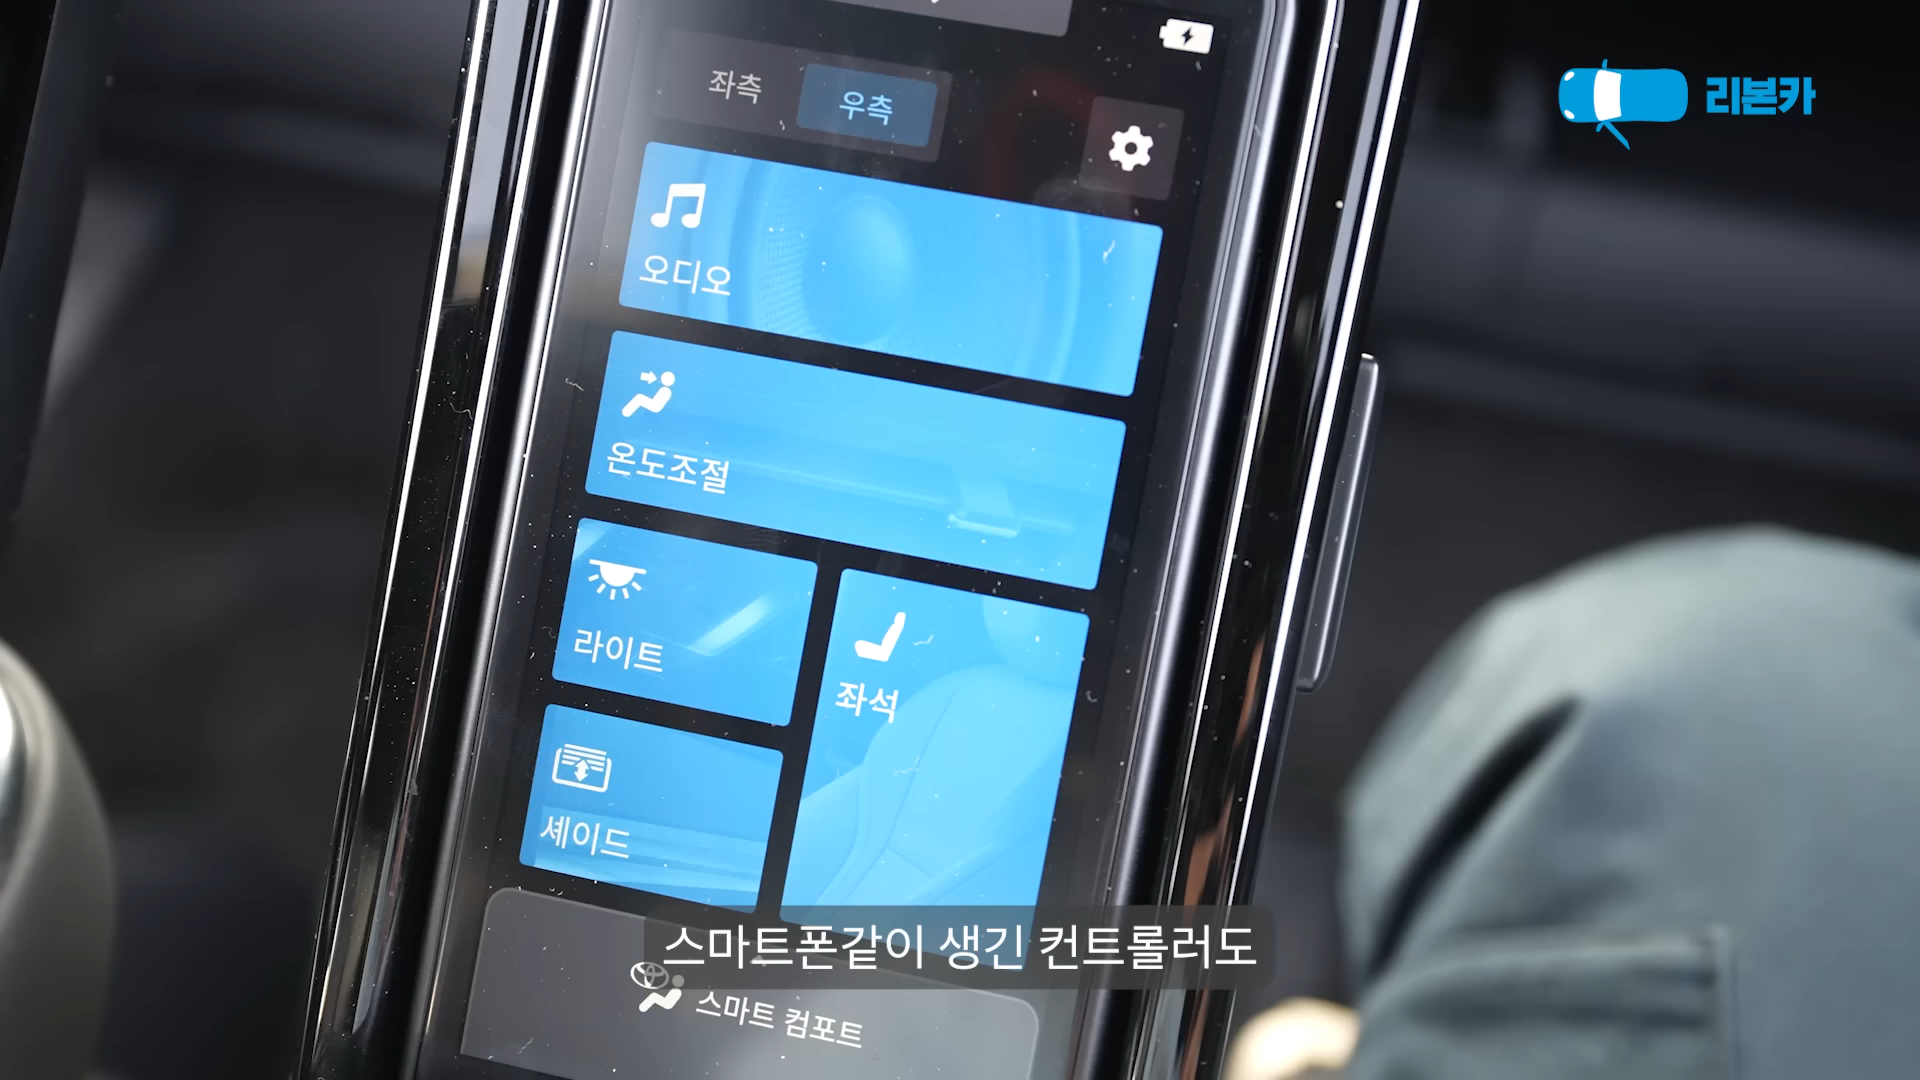 리본카
좌측
우측
오디오
온도조절
라이트
좌석
셰이드
스마트폰같이 생긴 컨트롤러도
스마트 컴포트